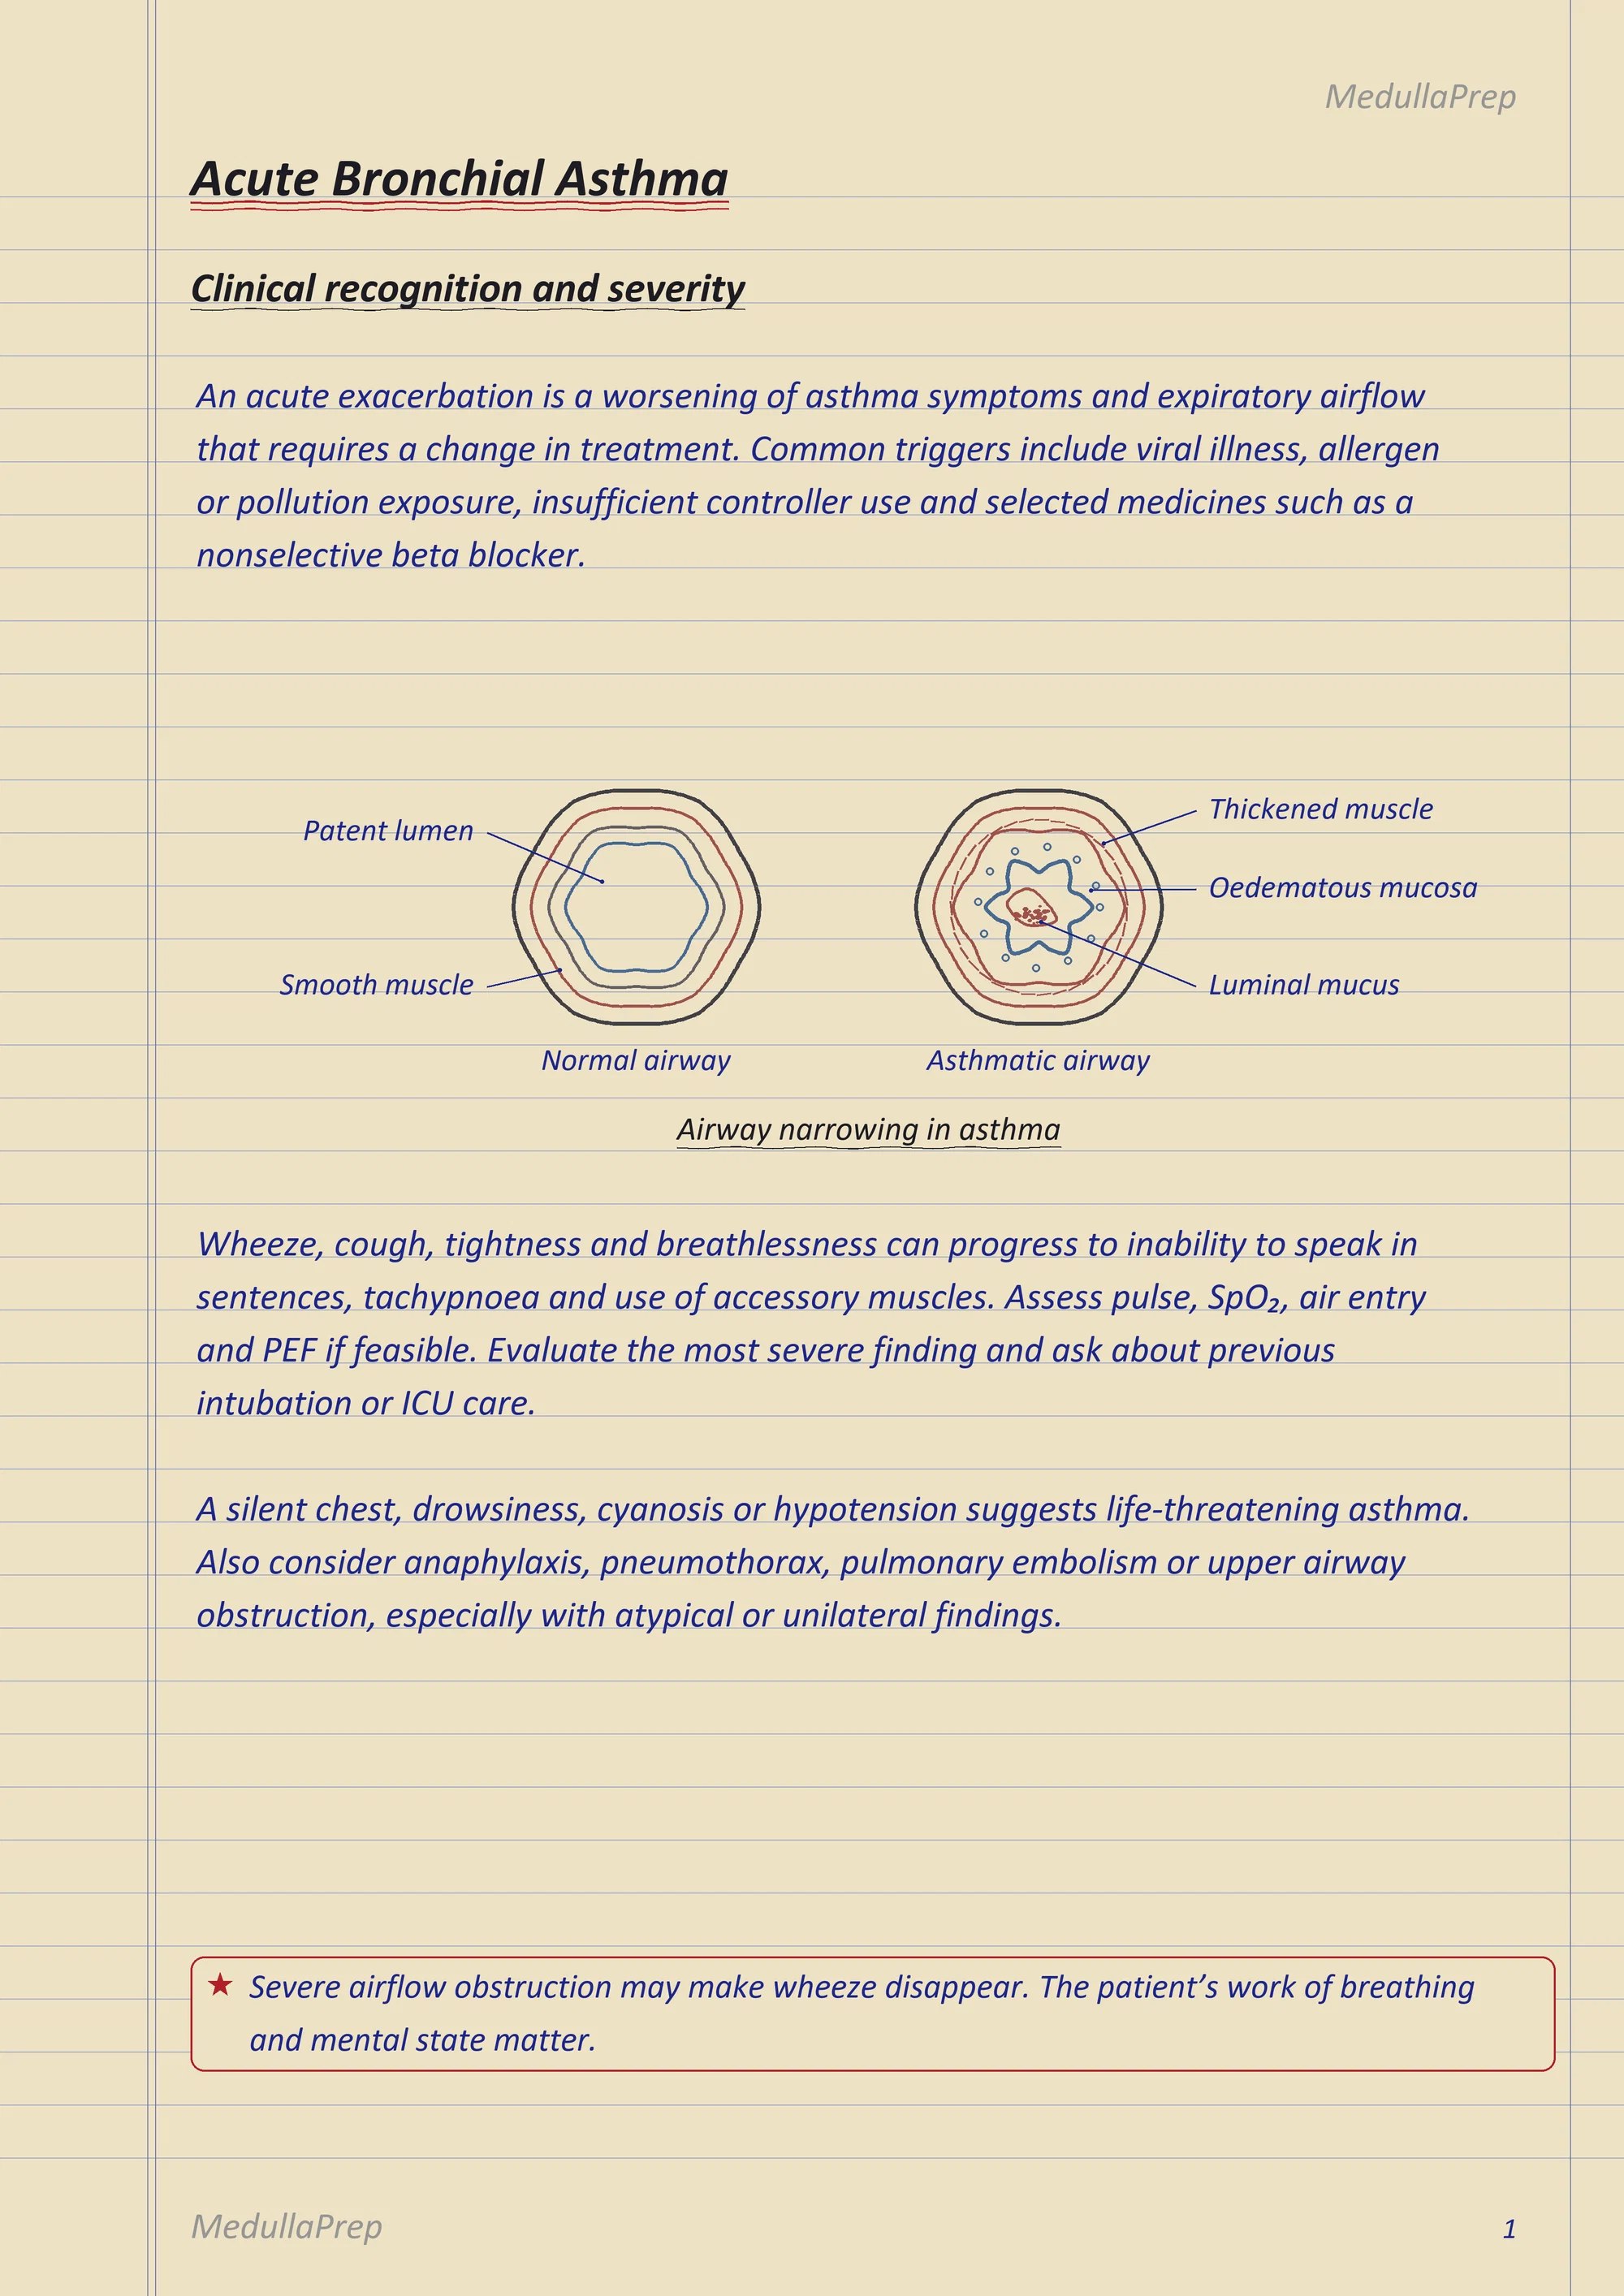 MedullaPrep
Acute Bronchial Asthma
Clinical recognition and severity
An acute exacerbation is a worsening of asthma symptoms and expiratory airflow
that requires a change in treatment. Common triggers include viral illness, allergen
or pollution exposure, insufficient controller use and selected medicines such as a
nonselective beta blocker.
Patent lumen
Smooth muscle
Normal airway
Thickened muscle
Oedematous mucosa
Luminal mucus
Asthmatic airway
Airway narrowing in asthma
Wheeze, cough, tightness and breathlessness can progress to inability to speak in
sentences, tachypnoea and use of accessory muscles. Assess pulse, SpO₂, air entry
and PEF if feasible. Evaluate the most severe finding and ask about previous
intubation or ICU care.
A silent chest, drowsiness, cyanosis or hypotension suggests life-threatening asthma.
Also consider anaphylaxis, pneumothorax, pulmonary embolism or upper airway
obstruction, especially with atypical or unilateral findings.
★ Severe airflow obstruction may make wheeze disappear. The patient’s work of breathing
and mental state matter.
MedullaPrep
1